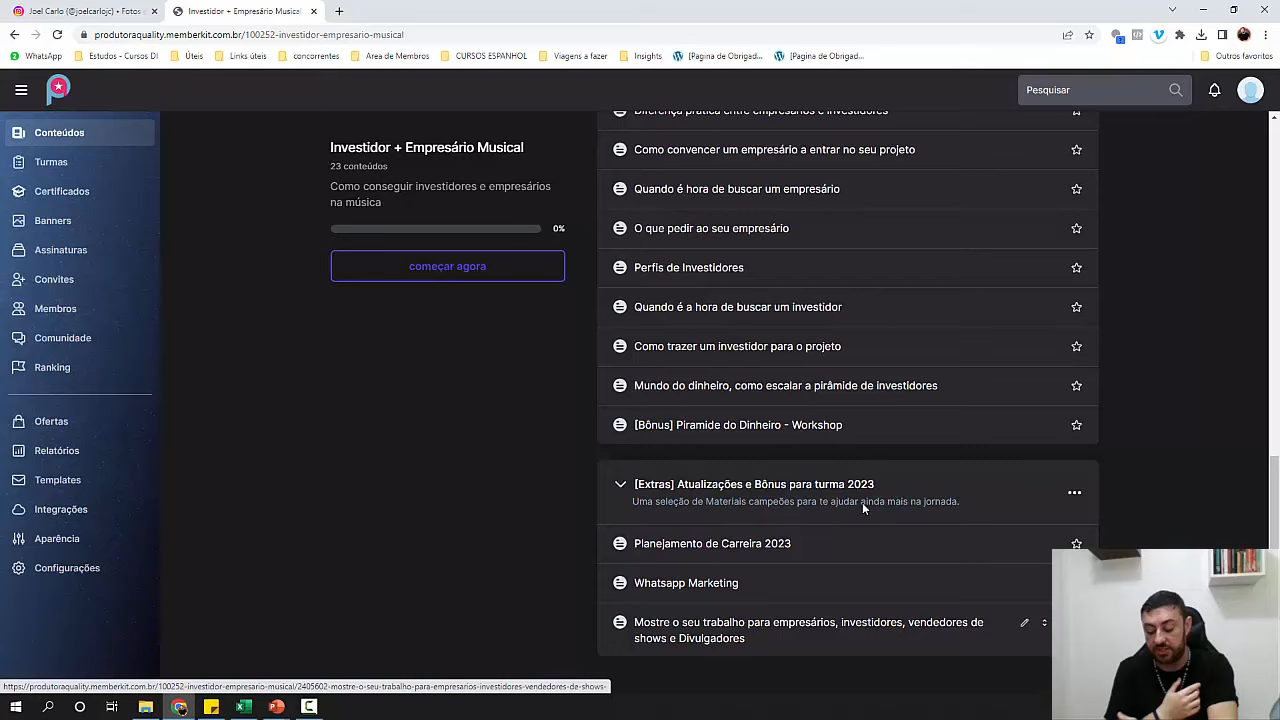 Joel Carlo (@joelcarlojc) • Fotos e
Investidor + Empresário Musical
produtoraquality.memberkit.com.br/100252-investidor-empresario-musical
WhatsApp
Estudos - Cursos DI
Úteis
Links úteis
concorrentes
Area de Membros
CURSOS ESPANHOL
Viagens a fazer
Insights
[Pagina de Obrigad...
[Pagina de Obrigad...
Outros favoritos
Pesquisar
Conteúdos
Turmas
Certificados
Banners
Assinaturas
Convites
Membros
Comunidade
Ranking
Ofertas
Relatórios
Templates
Integrações
Aparência
Configurações
Investidor + Empresário Musical
23 conteúdos
Como conseguir investidores e empresários
na música
0%
começar agora
Diferença prática entre empresários e investidores
Como convencer um empresário a entrar no seu projeto
Quando é hora de buscar um empresário
O que pedir ao seu empresário
Perfis de Investidores
Quando é a hora de buscar um investidor
Como trazer um investidor para o projeto
Mundo do dinheiro, como escalar a pirâmide de investidores
[Bônus] Piramide do Dinheiro - Workshop
[Extras] Atualizações e Bônus para turma 2023
Uma seleção de Materiais campeões para te ajudar ainda mais na jornada.
Planejamento de Carreira 2023
Whatsapp Marketing
Mostre o seu trabalho para empresários, investidores, vendedores de
shows e Divulgadores
https://produtoraquality.memberkit.com.br/100252-investidor-empresario-musical/2405602-mostre-o-seu-trabalho-para-empresarios-investidores-vendedores-de-shows-